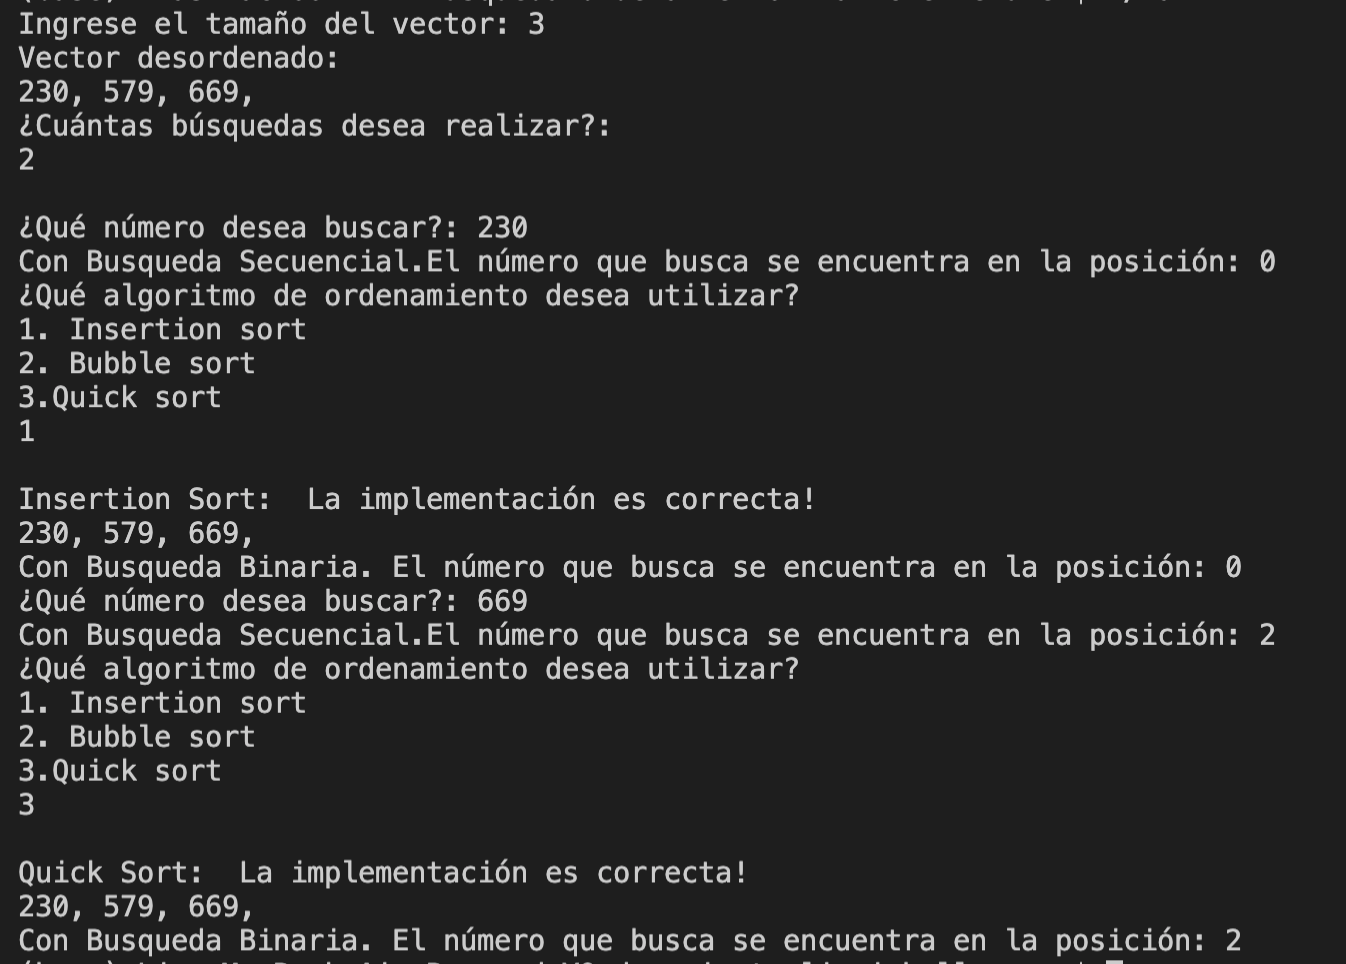 Ingrese el tamaño del vector: 3
Vector desordenado:
230, 579, 669,
¿Cuántas búsquedas desea realizar?:
2
¿Qué número desea buscar?: 230
Con Busqueda Secuencial.El número que busca se encuentra en la posición: 0
¿Qué algoritmo de ordenamiento desea utilizar?
1. Insertion sort
2. Bubble sort
3.Quick sort
1
Insertion Sort:  La implementación es correcta!
230, 579, 669,
Con Busqueda Binaria. El número que busca se encuentra en la posición: 0
¿Qué número desea buscar?: 669
Con Busqueda Secuencial.El número que busca se encuentra en la posición: 2
¿Qué algoritmo de ordenamiento desea utilizar?
1. Insertion sort
2. Bubble sort
3.Quick sort
3
Quick Sort:  La implementación es correcta!
230, 579, 669,
Con Busqueda Binaria. El número que busca se encuentra en la posición: 2